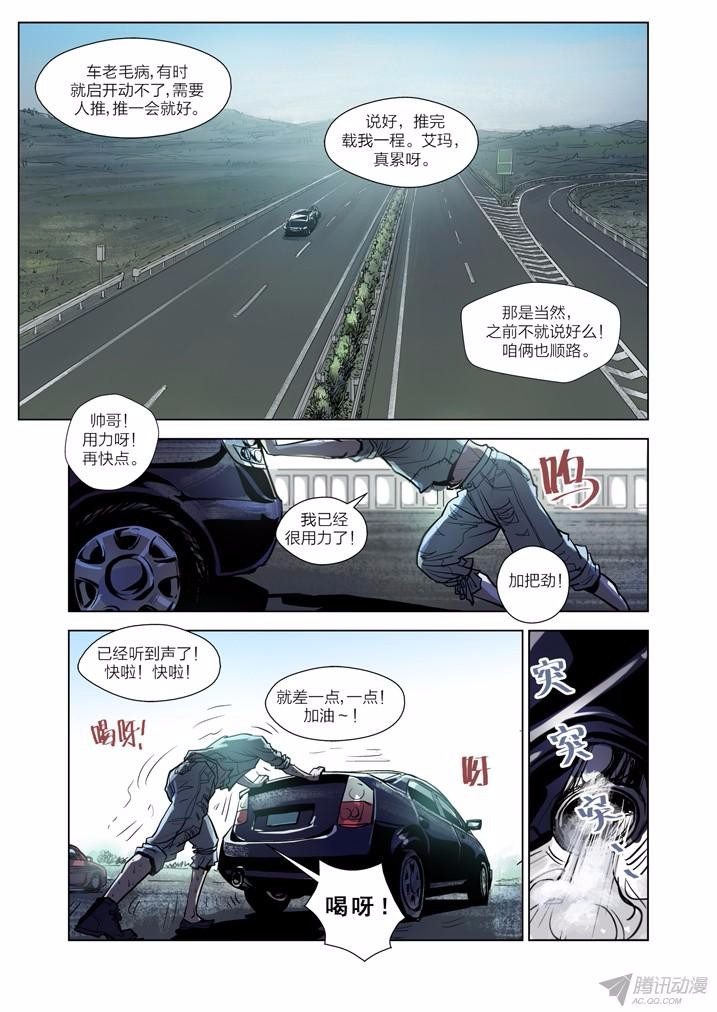 车老毛病,有时
就启开动不了,需要
人推,推一会就好。
说好，推完
载我一程。艾玛，
真累呀。
那是当然，
之前不就说好么！
咱俩也顺路。
帅哥！
用力呀！
再快点。
我已经
很用力了！
呜
加把劲！
已经听到声了！
快啦！快啦！
就差一点,一点！
加油～！
喝呀!
呀
喝呀！
突
突
突、、
腾讯动漫
AC.QQ.COM